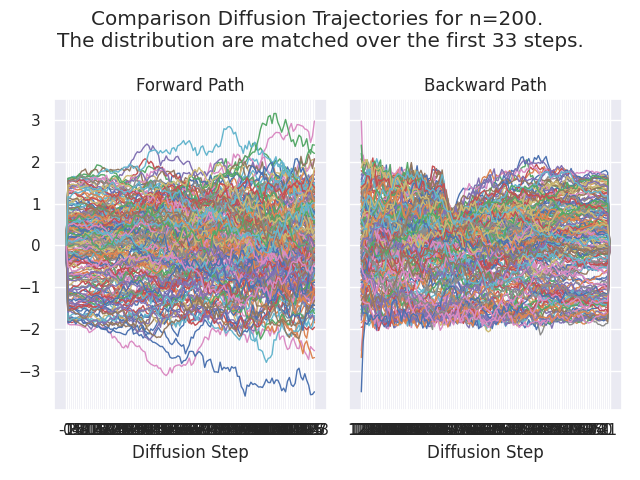 Comparison Diffusion Trajectories for n=200.
The distribution are matched over the first 33 steps.
Forward Path
Backward Path
3
2
1
0
−1
−2
−3
Diffusion Step
Diffusion Step